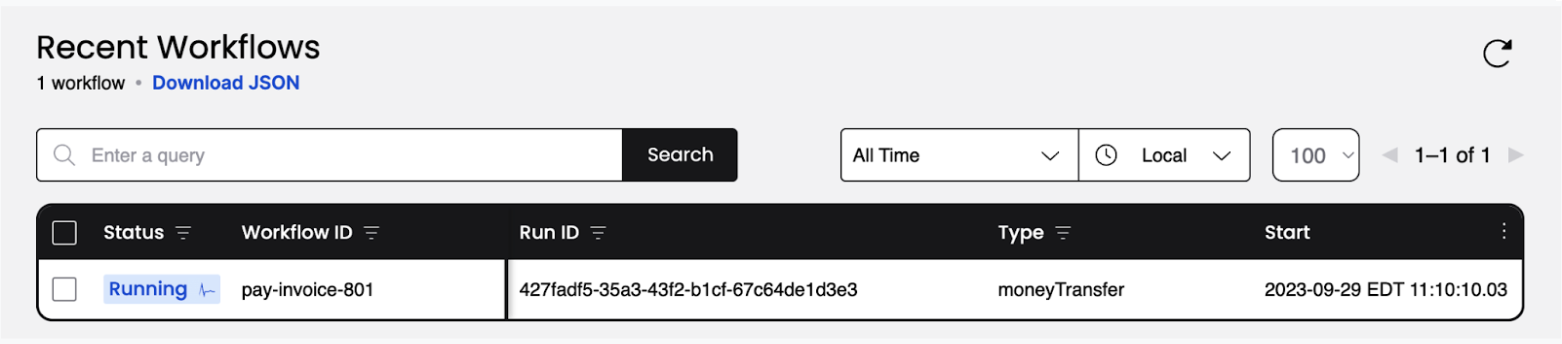 Recent Workflows
1 workflow • Download JSON
Enter a query Search All Time Local 100 1–1 of 1
Status Workflow ID Run ID Type Start
Running pay-invoice-801 427fadf5-35a3-43f2-b1cf-67c64de1d3e3 moneyTransfer 2023-09-29 EDT 11:10:10.03